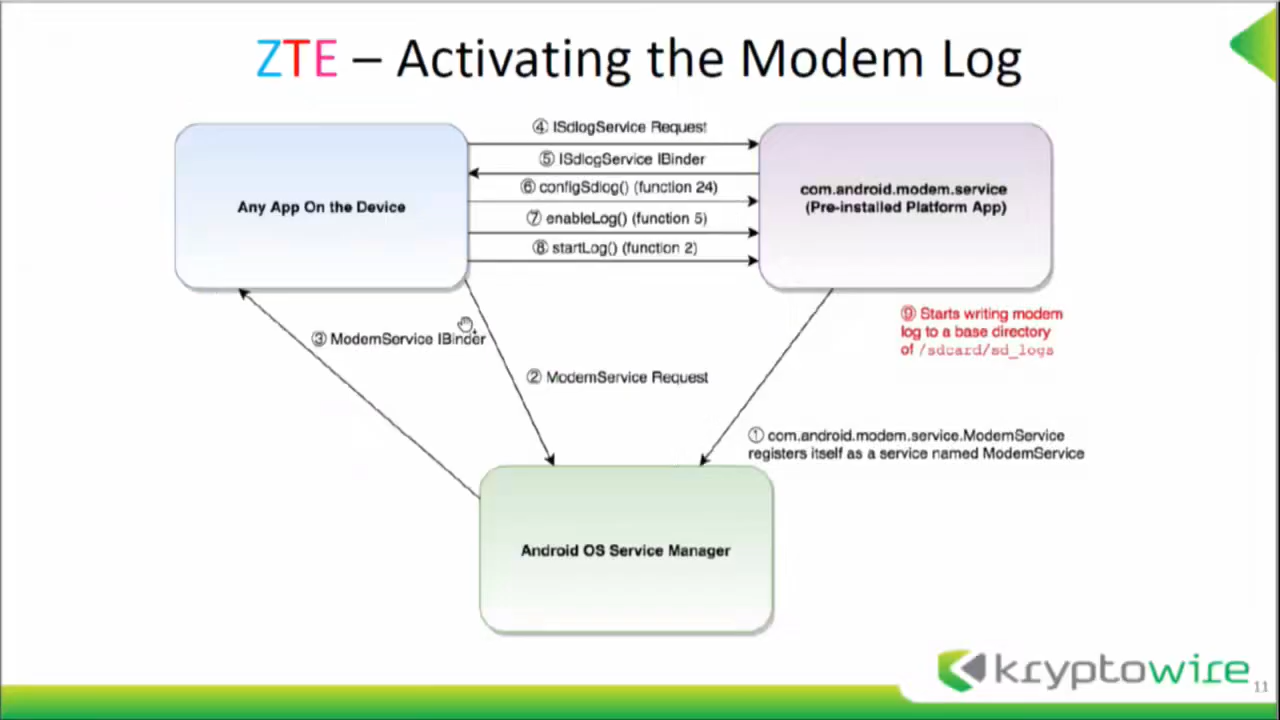 ZTE – Activating the Modem Log
④ ISdlogService Request
⑤ ISdlogService IBinder
⑥ configSdlog() (function 24)
⑦ enableLog() (function 5)
⑧ startLog() (function 2)
Any App On the Device
com.android.modem.service
(Pre-installed Platform App)
③ ModemService IBinder
② ModemService Request
⑨ Starts writing modem
log to a base directory
of /sdcard/sd_logs
① com.android.modem.service.ModemService
registers itself as a service named ModemService
Android OS Service Manager
kryptowire
11